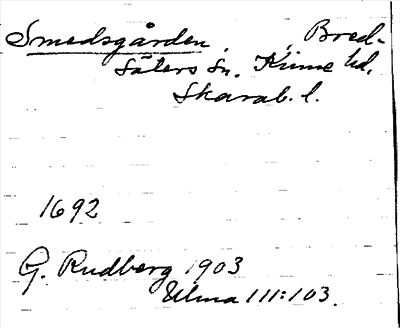 Smedsgården, Bred-
säters sn. Kinne hd.
Skarab. l.
1692
G. Rudberg 1903
Ulma 111:103.